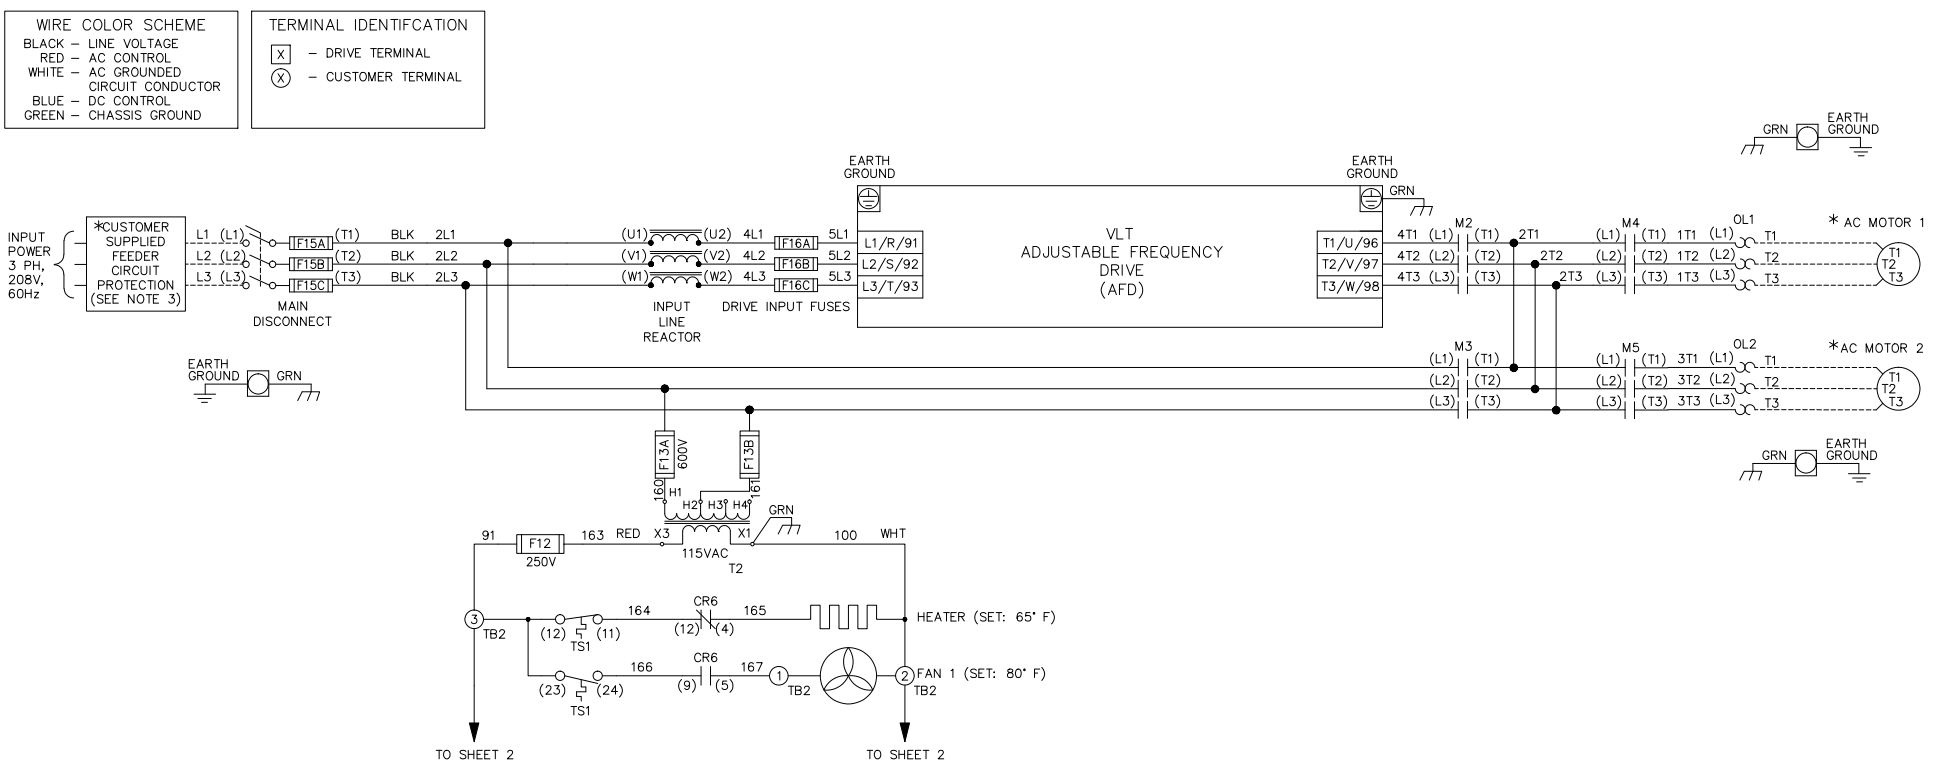 WIRE COLOR SCHEME
BLACK – LINE VOLTAGE
RED – AC CONTROL
WHITE – AC GROUNDED
CIRCUIT CONDUCTOR
BLUE – DC CONTROL
GREEN – CHASSIS GROUND
TERMINAL IDENTIFCATION
X – DRIVE TERMINAL
X – CUSTOMER TERMINAL
GRN
EARTH
GROUND
EARTH
GROUND
EARTH
GROUND
GRN
INPUT
POWER
3 PH,
208V,
60Hz
*CUSTOMER
SUPPLIED
FEEDER
CIRCUIT
PROTECTION
(SEE NOTE 3)
L1 (L1) F15A (T1) BLK 2L1 (U1) (U2) 4L1 F16A 5L1 L1/R/91
L2 (L2) F15B (T2) BLK 2L2 (V1) (V2) 4L2 F16B 5L2 L2/S/92
L3 (L3) F15C (T3) BLK 2L3 (W1) (W2) 4L3 F16C 5L3 L3/T/93
MAIN
DISCONNECT
INPUT
LINE
REACTOR
DRIVE INPUT FUSES
VLT
ADJUSTABLE FREQUENCY
DRIVE
(AFD)
M2 M4 OL1 * AC MOTOR 1
T1/U/96 4T1 (L1) (T1) 2T1 (L1) (T1) 1T1 (L1) T1 T1
T2/V/97 4T2 (L2) (T2) 2T2 (L2) (T2) 1T2 (L2) T2 T2
T3/W/98 4T3 (L3) (T3) 2T3 (L3) (T3) 1T3 (L3) T3 T3
EARTH
GROUND
GRN
M3 M5 OL2 *AC MOTOR 2
(L1) (T1) (L1) (T1) 3T1 (L1) T1 T1
(L2) (T2) (L2) (T2) 3T2 (L2) T2 T2
(L3) (T3) (L3) (T3) 3T3 (L3) T3 T3
GRN
EARTH
GROUND
F13A
600V
F13B
160
161
H1
H2 H3 H4
GRN
91 F12 163 RED X3 X1 100 WHT
250V
115VAC
T2
3
TB2
(12) (11) 164 CR6 (12) (4) 165 HEATER (SET: 65° F)
TS1
(23) (24) 166 CR6 (9) (5) 167 1 TB2 2 TB2 FAN 1 (SET: 80° F)
TS1
TO SHEET 2
TO SHEET 2